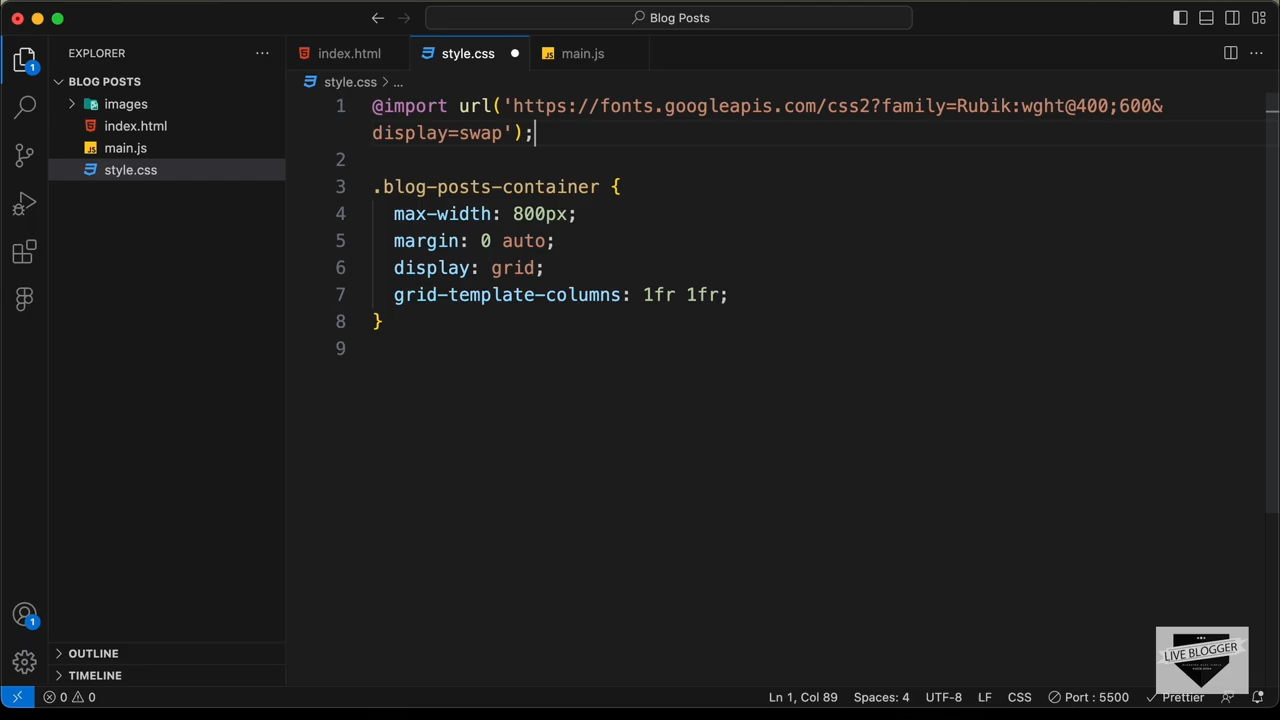 Blog Posts
EXPLORER
index.html
style.css
main.js
BLOG POSTS
images
index.html
main.js
style.css
style.css > ...
1 @import url('https://fonts.googleapis.com/css2?family=Rubik:wght@400;600&
display=swap');
2
3 .blog-posts-container {
4 max-width: 800px;
5 margin: 0 auto;
6 display: grid;
7 grid-template-columns: 1fr 1fr;
8 }
9
1
1
OUTLINE
TIMELINE
LIVE BLOGGER
0 0
Ln 1, Col 89
Spaces: 4
UTF-8
LF
CSS
Port : 5500
Prettier